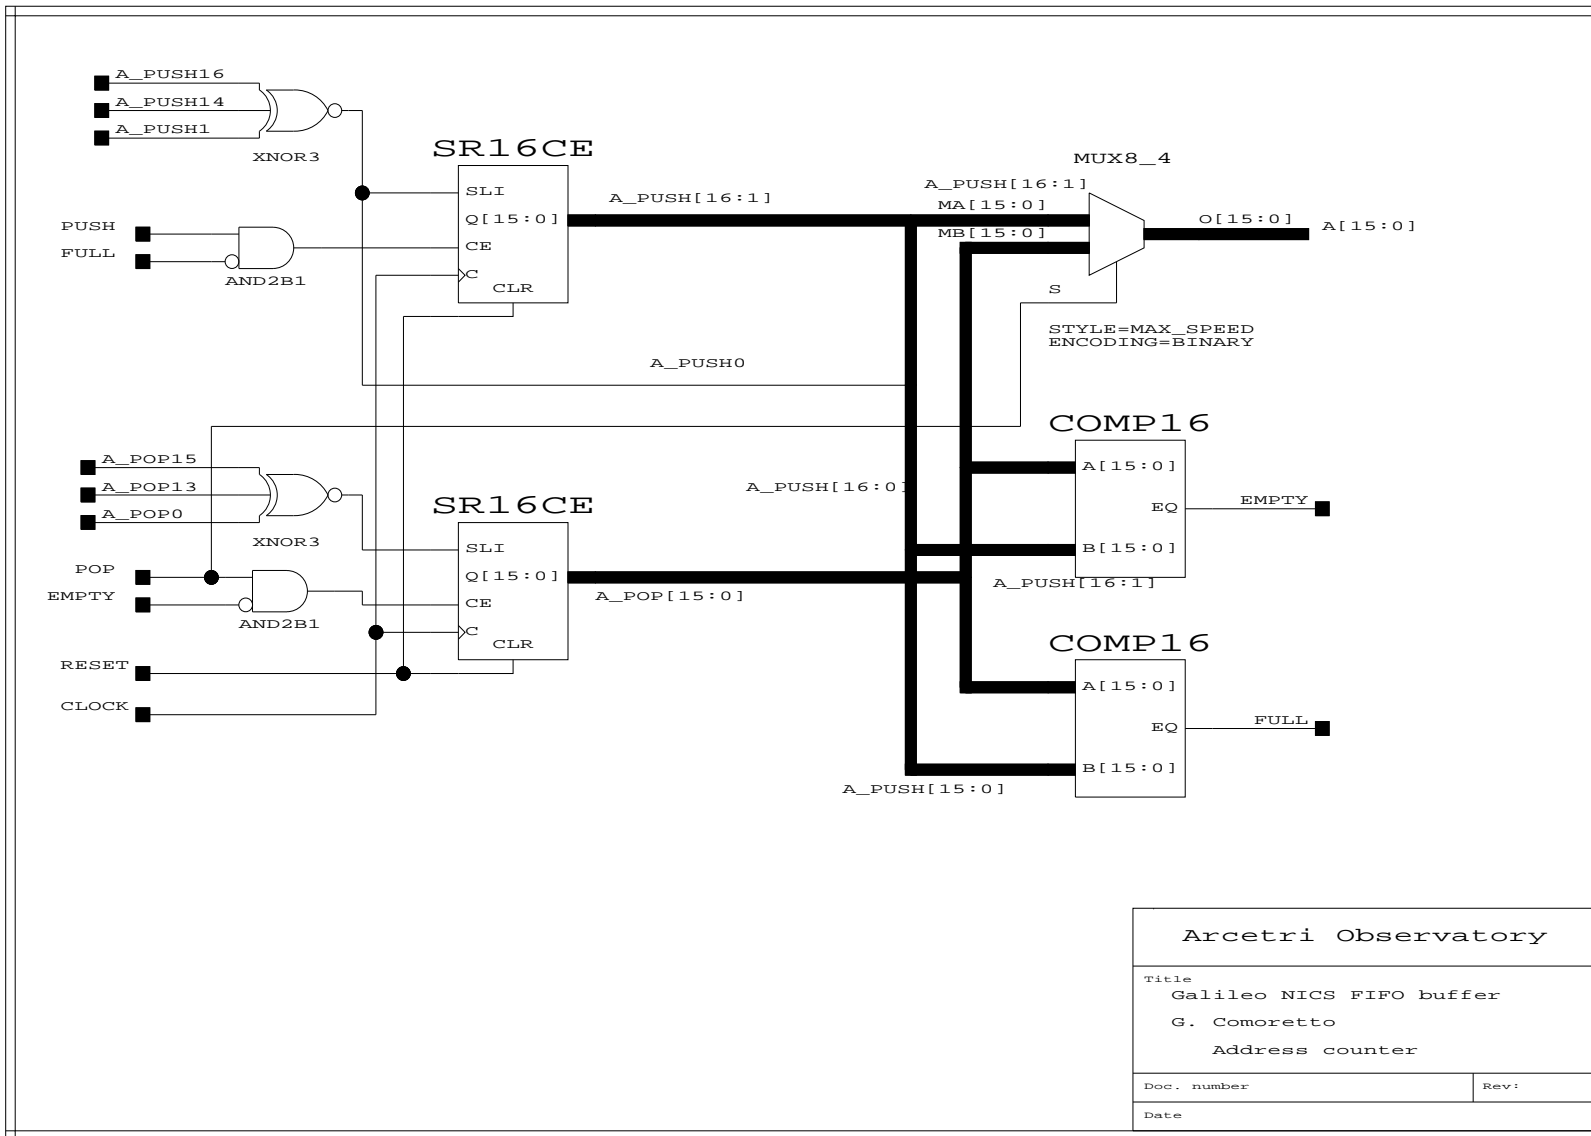 A_PUSH16
A_PUSH14
A_PUSH1
XNOR3
SR16CE
SLI
Q[15:0]
CE
C
CLR
A_PUSH[16:1]
PUSH
FULL
AND2B1
MUX8_4
A_PUSH[16:1]
MA[15:0]
MB[15:0]
O[15:0]
A[15:0]
S
STYLE=MAX_SPEED
ENCODING=BINARY
A_PUSH0
A_POP15
A_POP13
A_POP0
XNOR3
POP
EMPTY
AND2B1
RESET
CLOCK
SR16CE
SLI
Q[15:0]
CE
C
CLR
A_POP[15:0]
A_PUSH[16:0]
COMP16
A[15:0]
EQ
B[15:0]
EMPTY
A_PUSH[16:1]
COMP16
A[15:0]
EQ
B[15:0]
FULL
A_PUSH[15:0]
Arcetri Observatory
Title
Galileo NICS FIFO buffer
G. Comoretto
Address counter
Doc. number
Rev:
Date